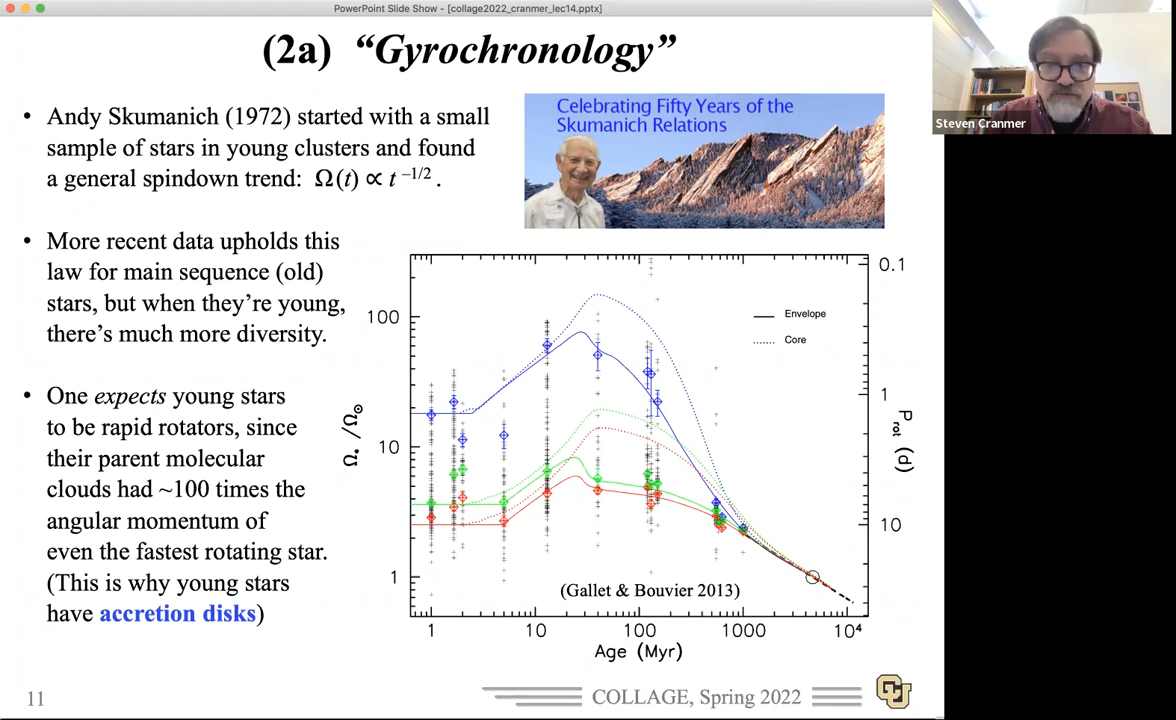 PowerPoint Slide Show - [collage2022_cranmer_lec14.pptx]
(2a) “Gyrochronology”
Steven Cranmer
• Andy Skumanich (1972) started with a small
sample of stars in young clusters and found
a general spindown trend: Ω(t) ∝ t −1/2 .
Celebrating Fifty Years of the
Skumanich Relations
• More recent data upholds this
law for main sequence (old)
stars, but when they’re young,
there’s much more diversity.
• One expects young stars
to be rapid rotators, since
their parent molecular
clouds had ~100 times the
angular momentum of
even the fastest rotating star.
(This is why young stars
have accretion disks)
Envelope
Core
100
10
1
Ω* /Ω⊙
0.1
1
10
Prot (d)
(Gallet & Bouvier 2013)
1 10 100 1000 10⁴
Age (Myr)
11
COLLAGE, Spring 2022
CU